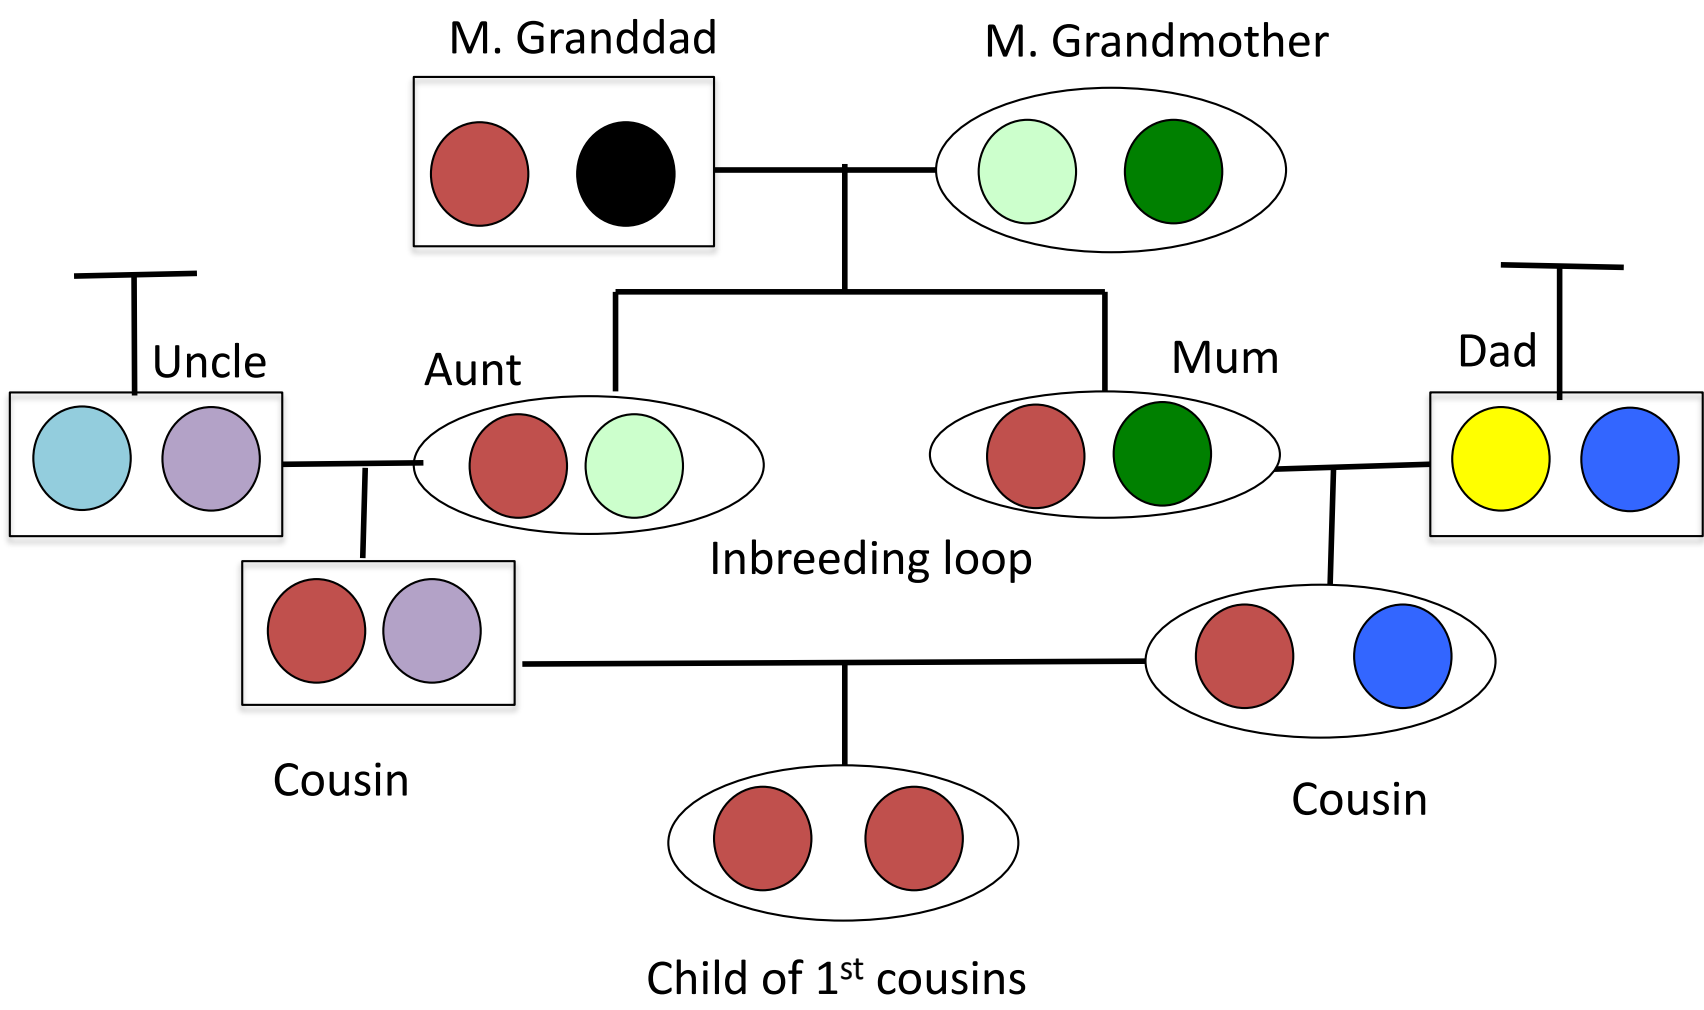 M. Granddad
M. Grandmother
Uncle
Aunt
Mum
Dad
Inbreeding loop
Cousin
Cousin
Child of 1st cousins